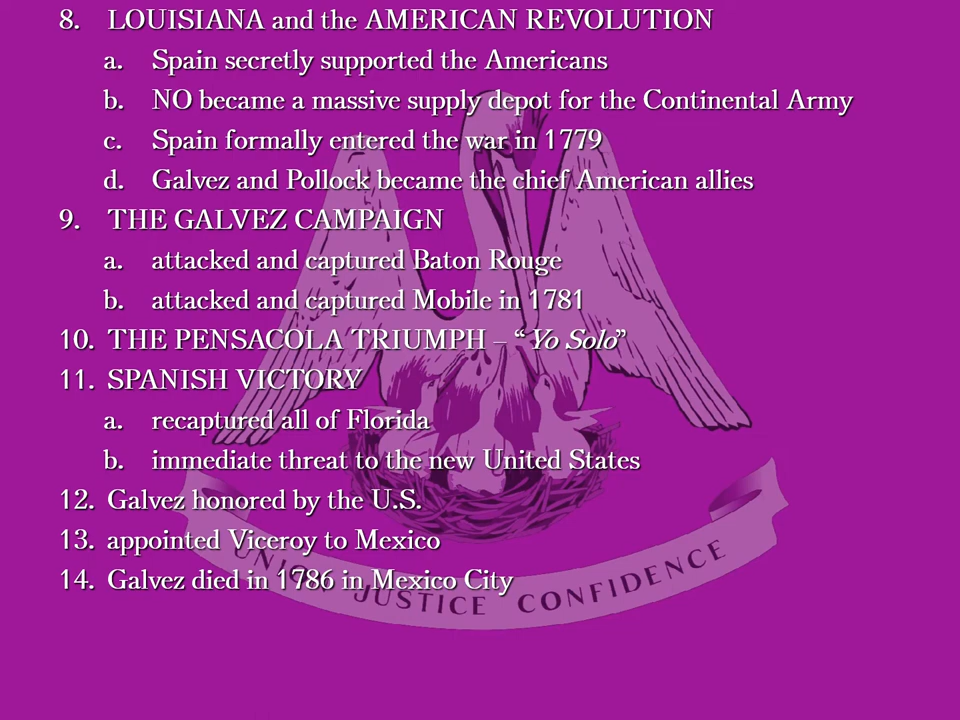 8. LOUISIANA and the AMERICAN REVOLUTION
a. Spain secretly supported the Americans
b. NO became a massive supply depot for the Continental Army
c. Spain formally entered the war in 1779
d. Galvez and Pollock became the chief American allies
9. THE GALVEZ CAMPAIGN
a. attacked and captured Baton Rouge
b. attacked and captured Mobile in 1781
10. THE PENSACOLA TRIUMPH – “Yo Solo”
11. SPANISH VICTORY
a. recaptured all of Florida
b. immediate threat to the new United States
12. Galvez honored by the U.S.
13. appointed Viceroy to Mexico
14. Galvez died in 1786 in Mexico City
JUSTICE CONFIDENCE